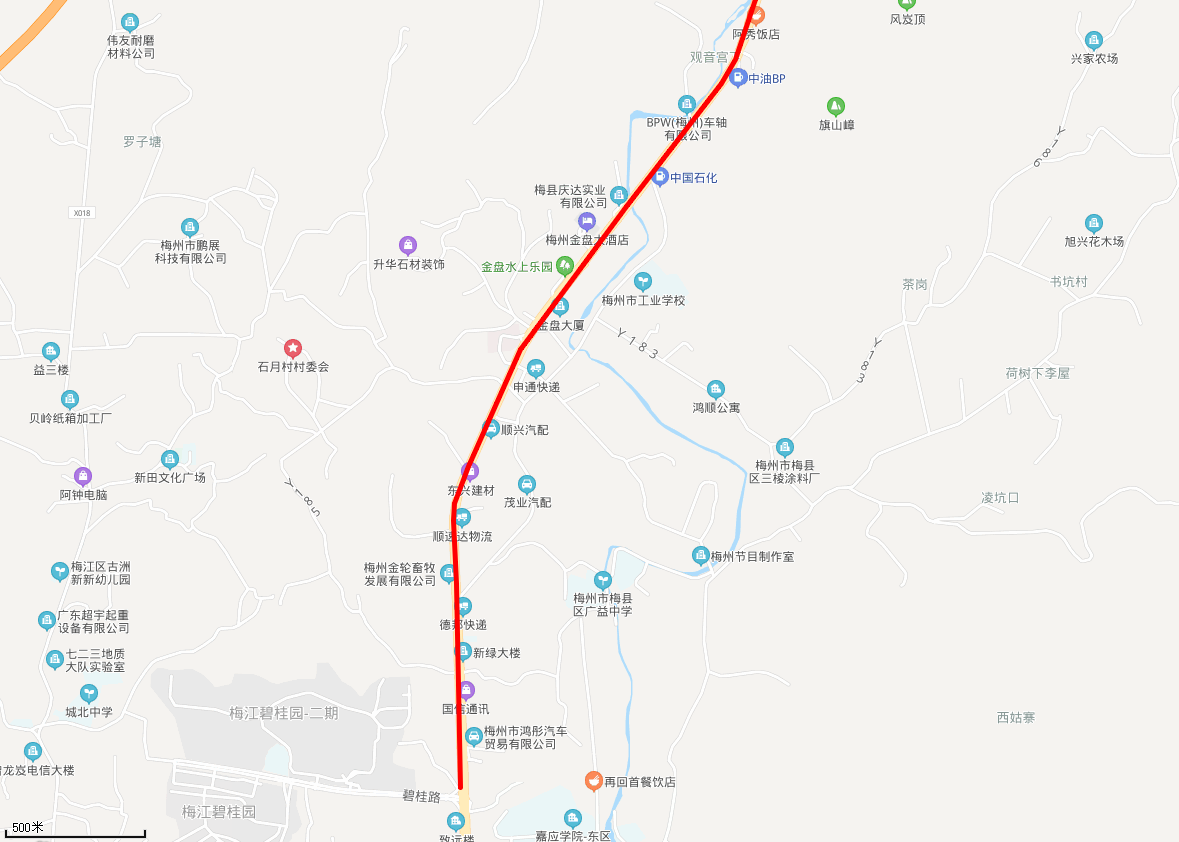 伟友耐磨
材料公司
阿秀饭店
风岌顶
兴家农场
观音宫
中油BP
BPW(梅州)车轴
有限公司
旗山嶂
罗子塘
Y186
中国石化
梅县庆达实业
有限公司
X018
梅州市鹏展
科技有限公司
升华石材装饰
梅州金盘大酒店
旭兴花木场
金盘水上乐园
梅州市工业学校
茶岗
书坑村
金盘大厦
Y183
Y183
益三楼
石月村村委会
申通快递
荷树下李屋
贝岭纸箱加工厂
鸿顺公寓
顺兴汽配
新田文化广场
梅州市梅县
区三棱涂料厂
阿钟电脑
东兴建材
茂业汽配
凌坑口
Y185
顺速达物流
梅州节目制作室
梅江区古洲
新新幼儿园
梅州金轮畜牧
发展有限公司
梅州市梅县
区广益中学
广东超宇起重
设备有限公司
德邦快递
七二三地质
大队实验室
新绿大楼
城北中学
梅江碧桂园-二期
国信通讯
西姑寨
梅州市鸿彤汽车
贸易有限公司
龙岌电信大楼
再回首餐饮店
碧桂路
梅江碧桂园
500米
致远楼
嘉应学院-东区